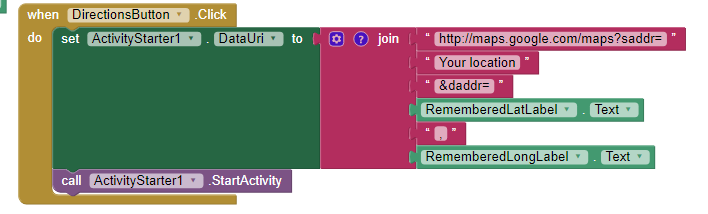 when DirectionsButton .Click
do set ActivityStarter1 . DataUri to join " http://maps.google.com/maps?saddr= "
" Your location "
" &daddr= "
RememberedLatLabel . Text
" , "
RememberedLongLabel . Text
call ActivityStarter1 .StartActivity